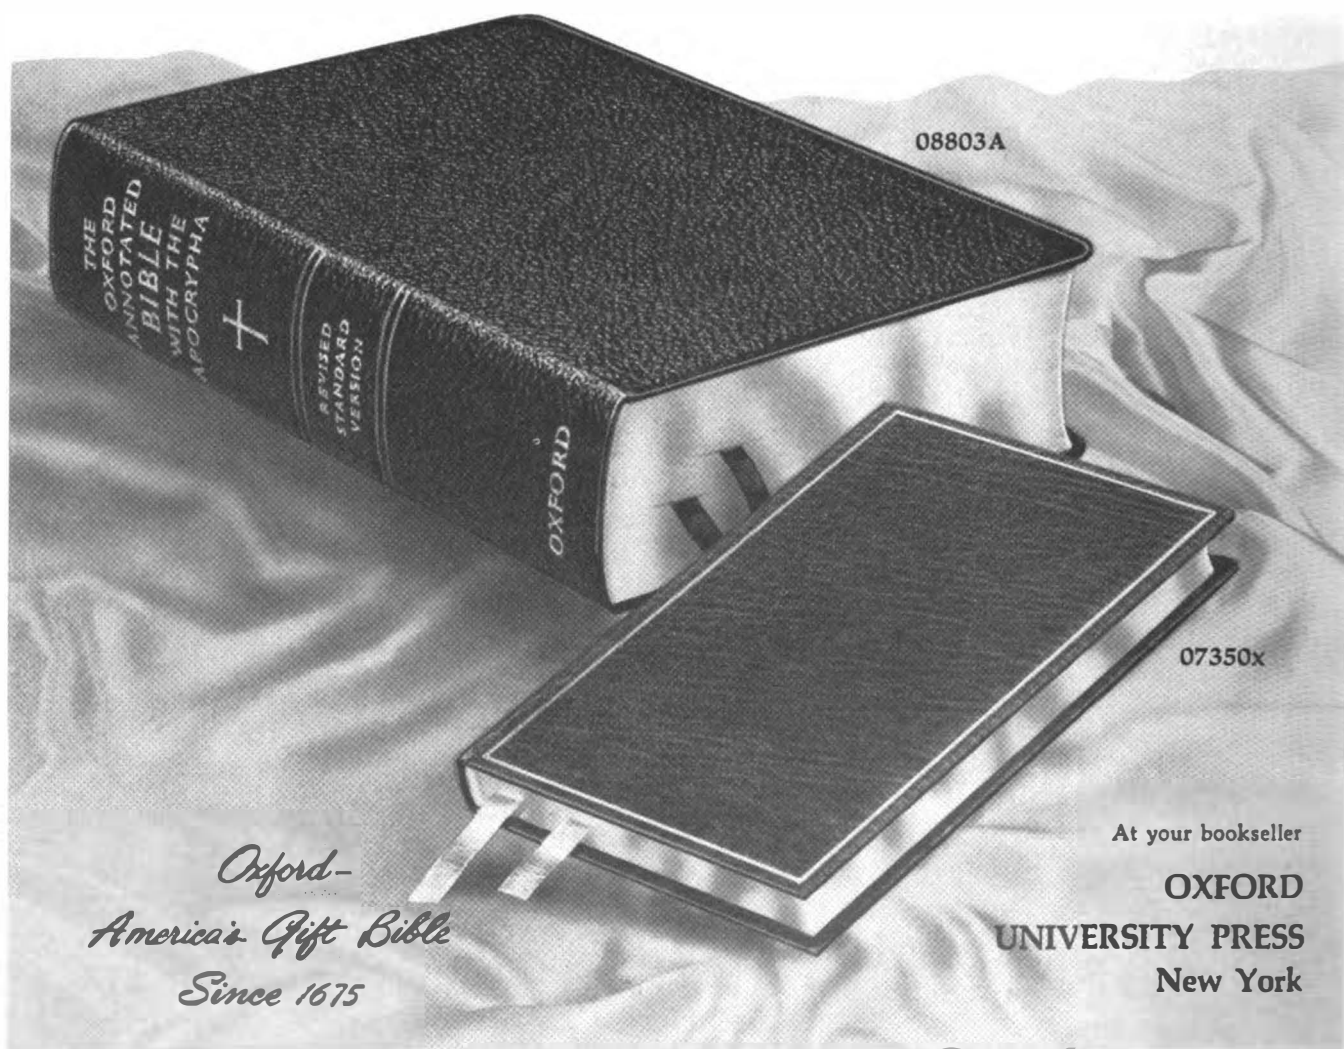 08803A
THE
OXFORD
ANNOTATED
BIBLE
WITH THE
APOCRYPHA
REVISED
STANDARD
VERSION
OXFORD
07350x
Oxford–
America's Gift Bible
Since 1675
At your bookseller
OXFORD
UNIVERSITY PRESS
New York